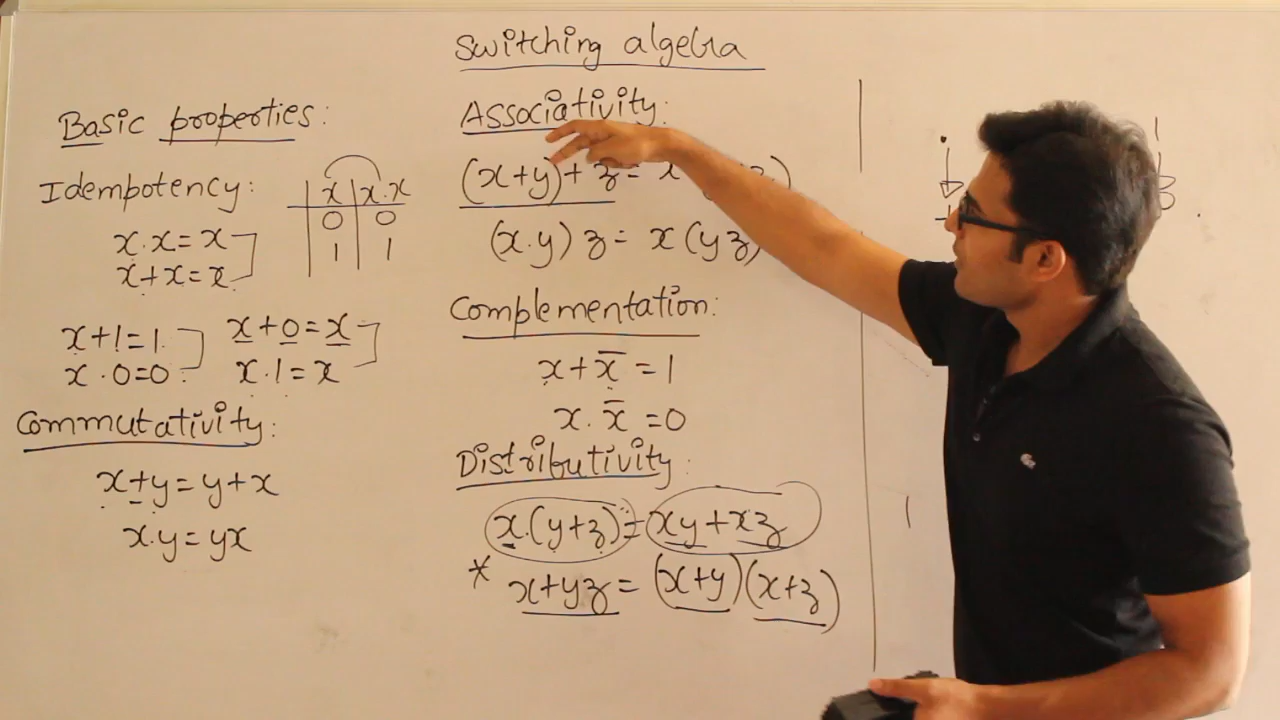 Switching algebra
Basic properties:
Idempotency:
x.x=x
x+x=x
x x.x
0 0
1 1
x+1=1
x.0=0
x+0=x
x.1=x
Commutativity:
x+y=y+x
x.y=yx
Associativity:
(x+y)+z= x
(x.y)z= x(yz)
Complementation:
x+x̄=1
x.x̄=0
Distributivity:
x.(y+z)=xy+xz
* x+yz=(x+y)(x+z)